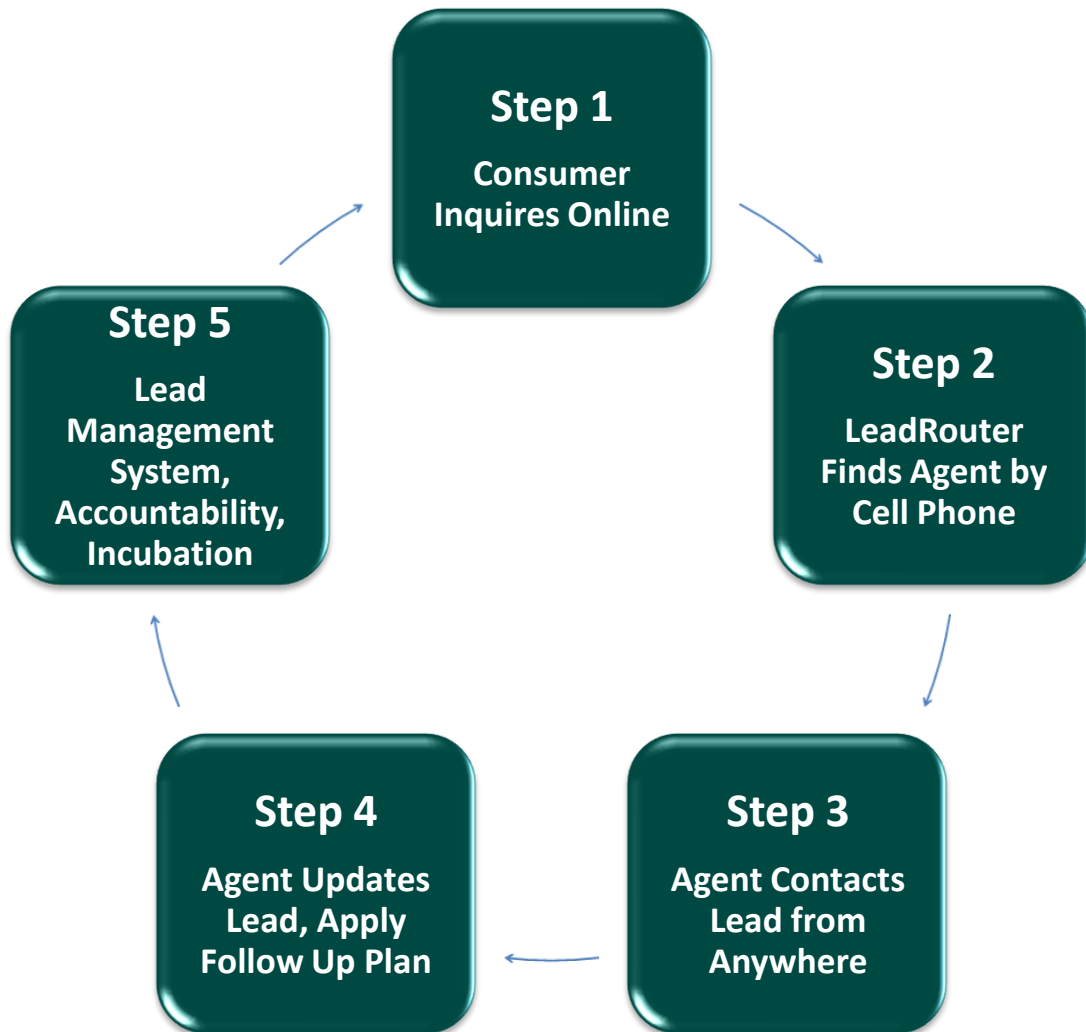 Step 1
Consumer
Inquires Online
Step 2
LeadRouter
Finds Agent by
Cell Phone
Step 3
Agent Contacts
Lead from
Anywhere
Step 4
Agent Updates
Lead, Apply
Follow Up Plan
Step 5
Lead
Management
System,
Accountability,
Incubation